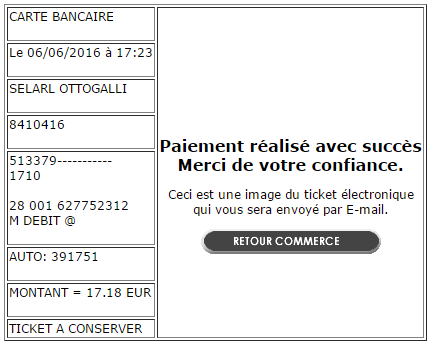 CARTE BANCAIRE
Le 06/06/2016 à 17:23
SELARL OTTOGALLI
8410416
513379-----------
1710
28 001 627752312
M DEBIT @
AUTO: 391751
MONTANT = 17.18 EUR
TICKET A CONSERVER
Paiement réalisé avec succès
Merci de votre confiance.
Ceci est une image du ticket électronique
qui vous sera envoyé par E-mail.
RETOUR COMMERCE